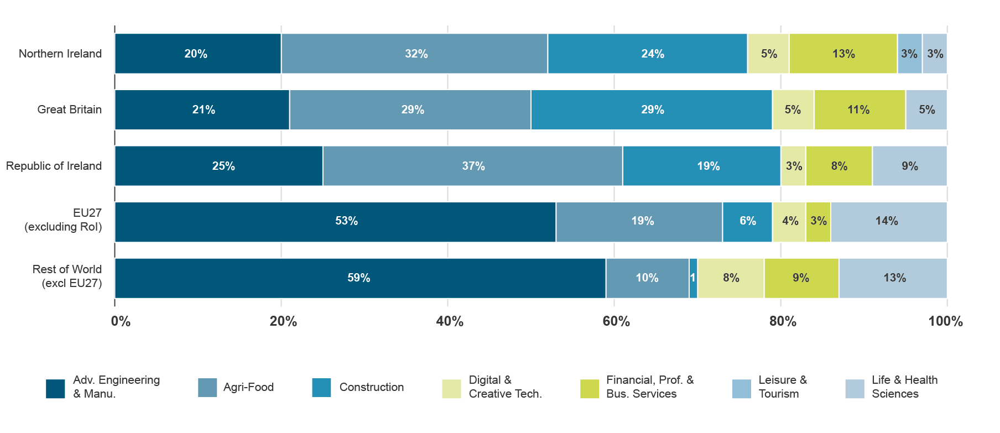 Northern Ireland 20% 32% 24% 5% 13% 3% 3%
Great Britain 21% 29% 29% 5% 11% 5%
Republic of Ireland 25% 37% 19% 3% 8% 9%
EU27
(excluding RoI) 53% 19% 6% 4% 3% 14%
Rest of World
(excl EU27) 59% 10% 1 8% 9% 13%
0% 20% 40% 60% 80% 100%
Adv. Engineering
& Manu.
Agri-Food
Construction
Digital &
Creative Tech.
Financial, Prof. &
Bus. Services
Leisure &
Tourism
Life & Health
Sciences